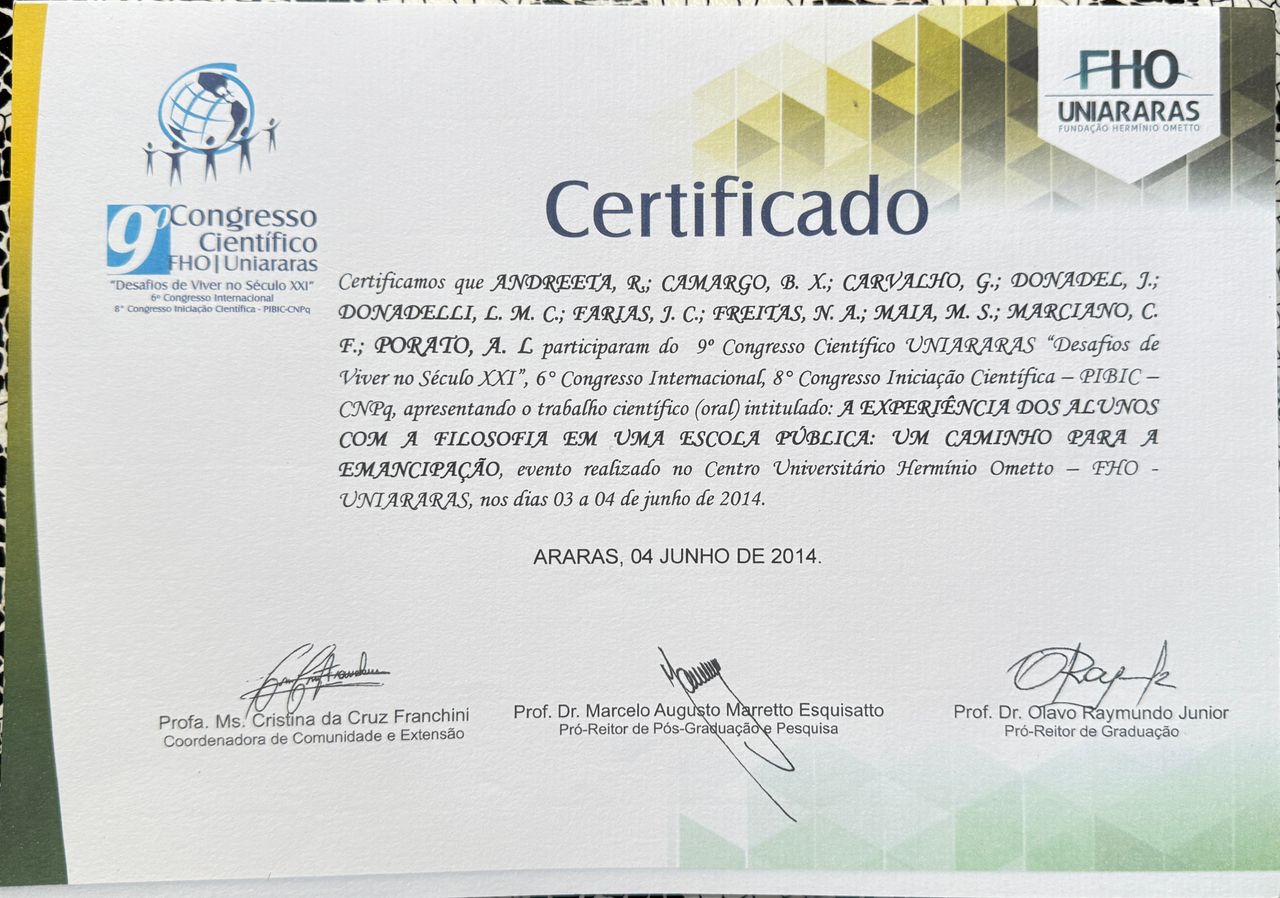 FHO
UNIARARAS
FUNDAÇÃO HERMÍNIO OMETTO
9º Congresso
Científico
FHO|Uniararas
"Desafios de Viver no Século XXI"
6º Congresso Internacional
8º Congresso Iniciação Científica - PIBIC-CNPq
Certificado
Certificamos que ANDREETA, R.; CAMARGO, B. X.; CARVALHO, G.; DONADEL, J.;
DONADELLI, L. M. C.; FARIAS, J. C.; FREITAS, N. A.; MAIA, M. S.; MARCIANO, C.
F.; PORATO, A. L participaram do 9º Congresso Científico UNIARARAS “Desafios de
Viver no Século XXI”, 6° Congresso Internacional, 8° Congresso Iniciação Científica – PIBIC –
CNPq, apresentando o trabalho científico (oral) intitulado: A EXPERIÊNCIA DOS ALUNOS
COM A FILOSOFIA EM UMA ESCOLA PÚBLICA: UM CAMINHO PARA A
EMANCIPAÇÃO, evento realizado no Centro Universitário Hermínio Ometto – FHO -
UNIARARAS, nos dias 03 a 04 de junho de 2014.
ARARAS, 04 JUNHO DE 2014.
Profa. Ms. Cristina da Cruz Franchini
Coordenadora de Comunidade e Extensão
Prof. Dr. Marcelo Augusto Marretto Esquisatto
Pró-Reitor de Pós-Graduação e Pesquisa
Prof. Dr. Olavo Raymundo Junior
Pró-Reitor de Graduação